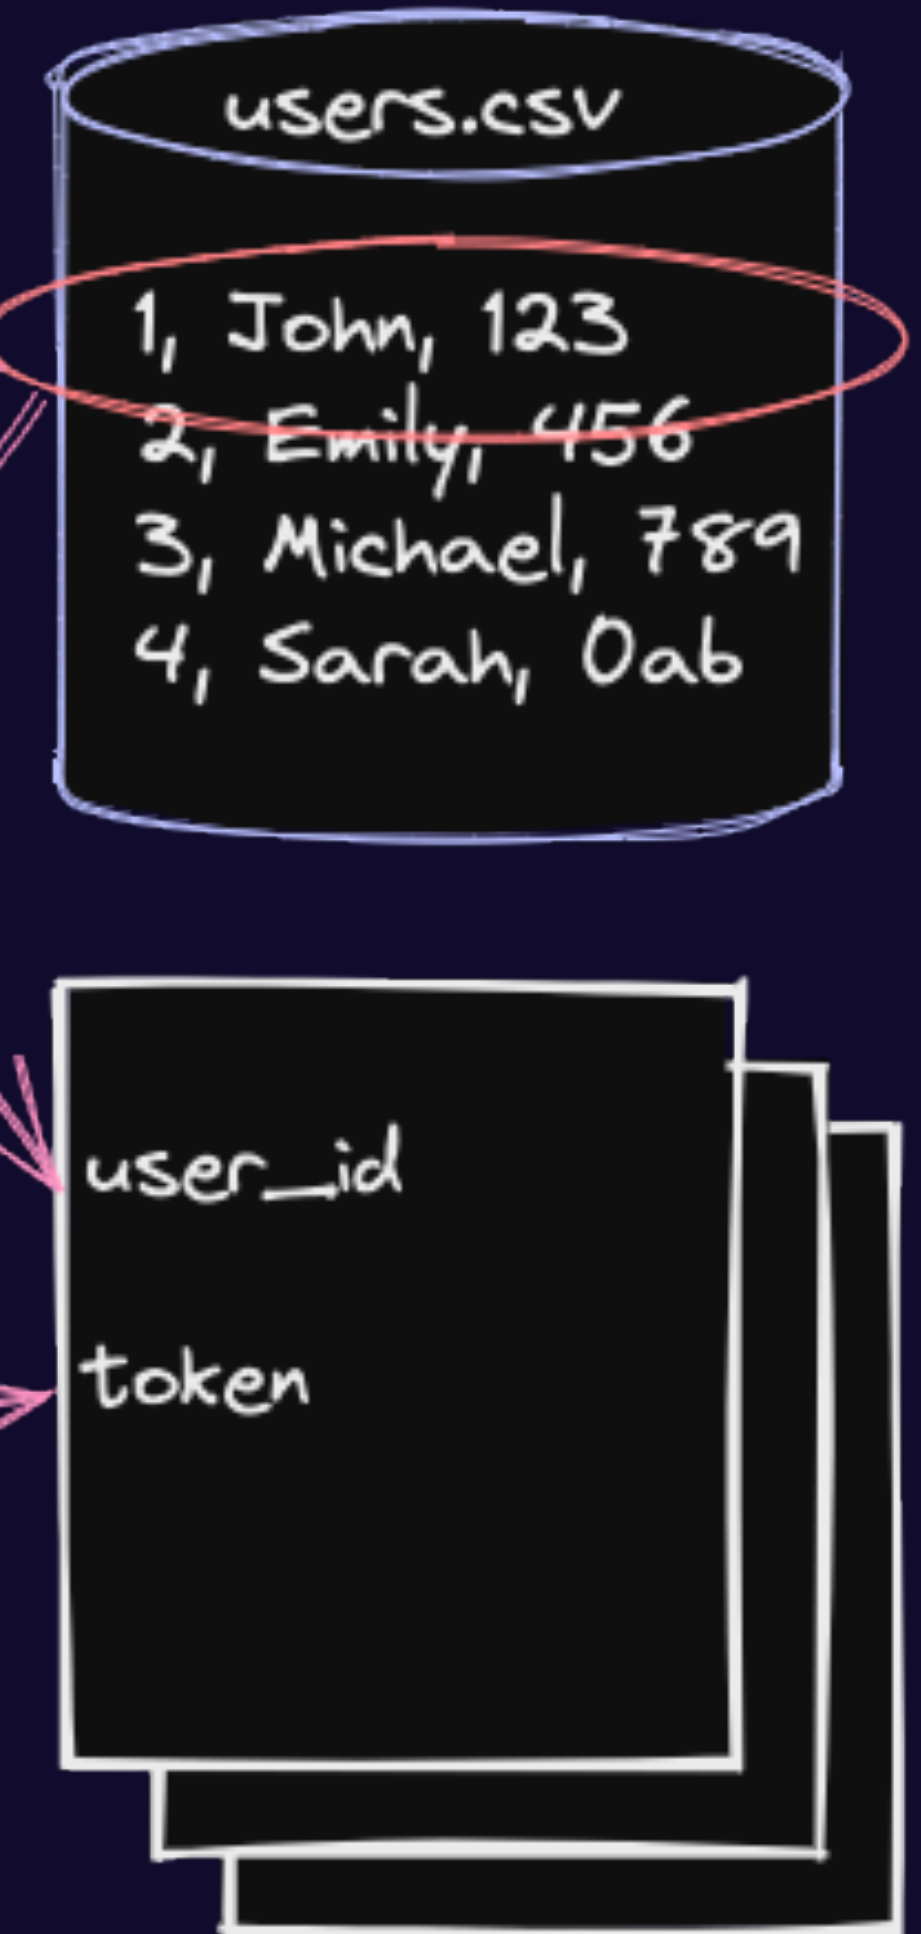 users.csv
1, John, 123
2, Emily, 456
3, Michael, 789
4, Sarah, 0ab
user_id
token